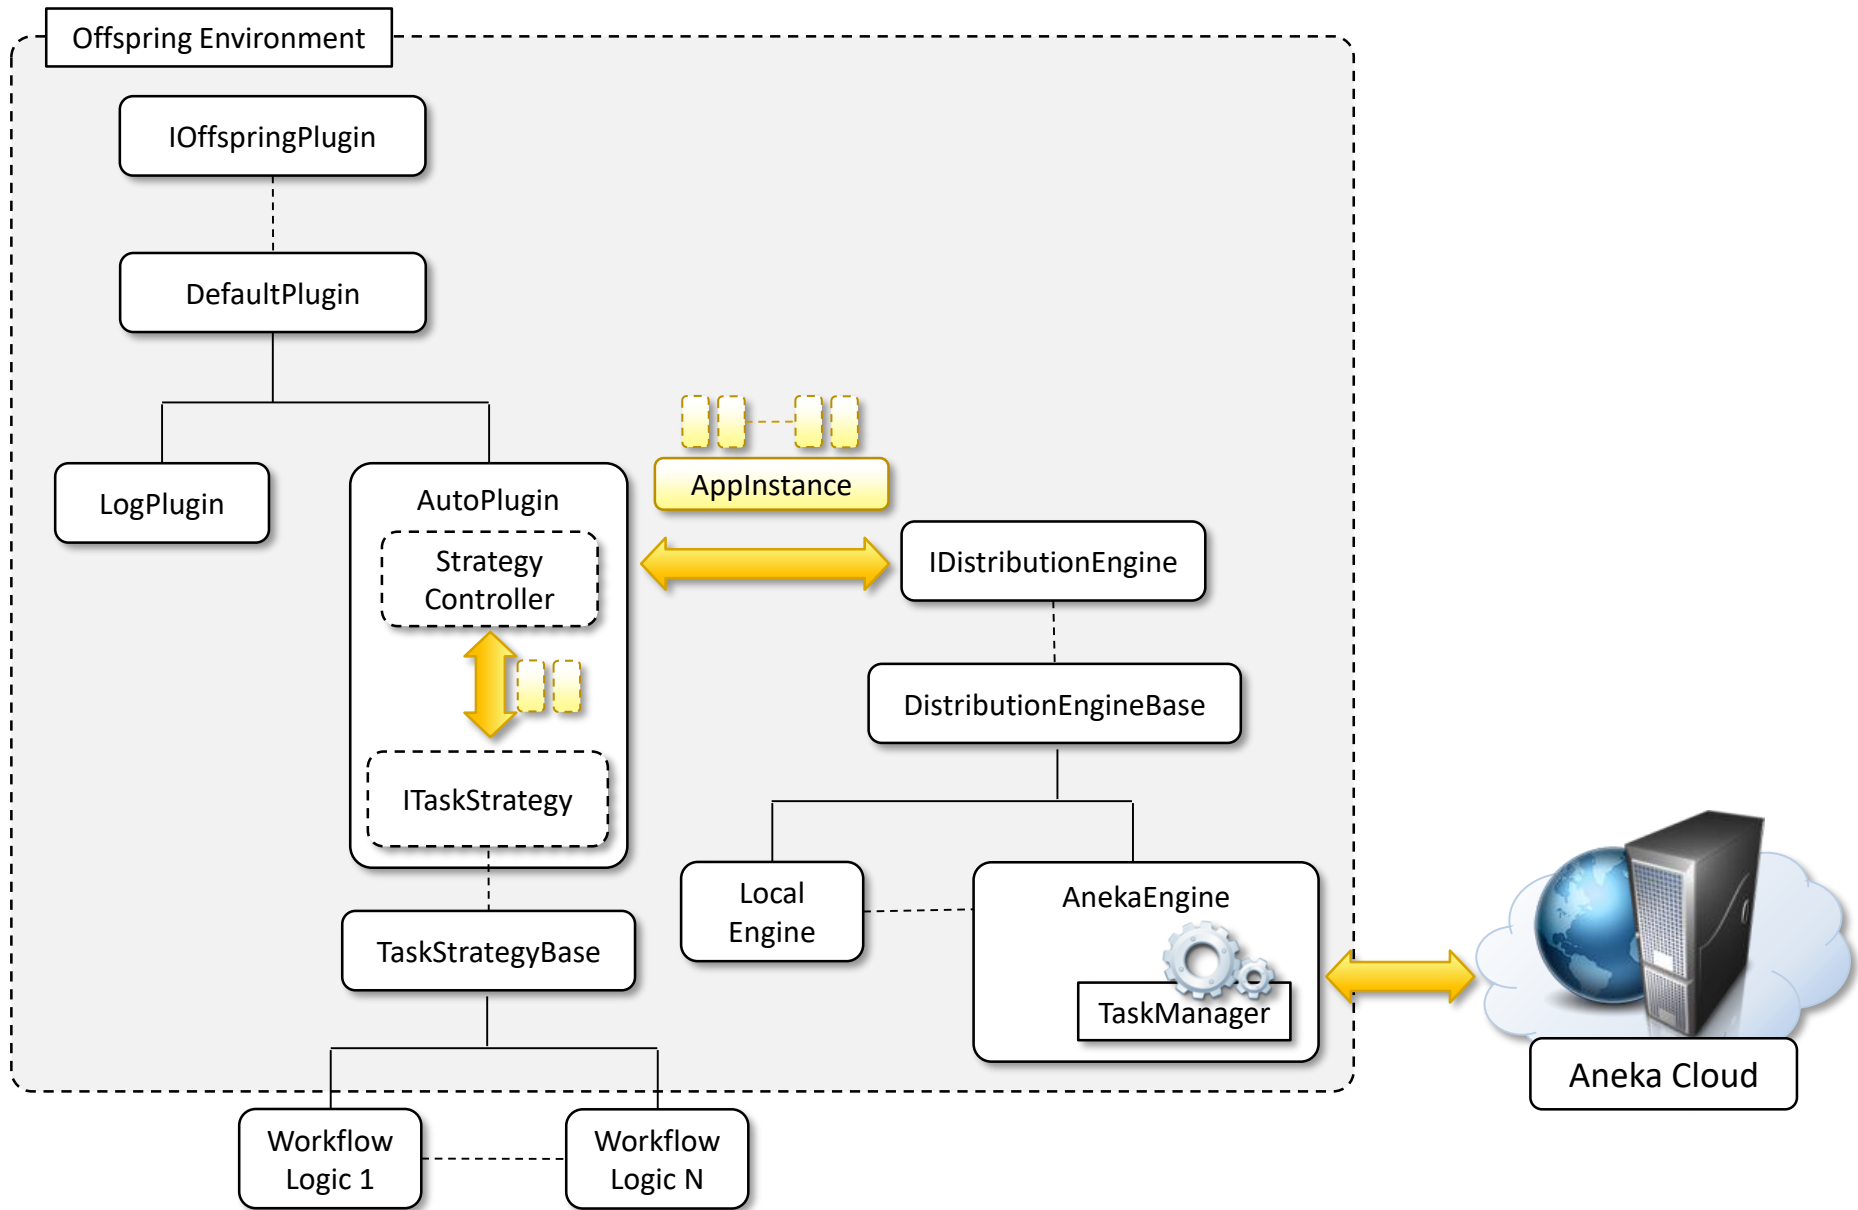 Offspring Environment
IOffspringPlugin
DefaultPlugin
LogPlugin
AutoPlugin
Strategy
Controller
ITaskStrategy
AppInstance
IDistributionEngine
DistributionEngineBase
Local
Engine
AnekaEngine
TaskManager
TaskStrategyBase
Workflow
Logic 1
Workflow
Logic N
Aneka Cloud